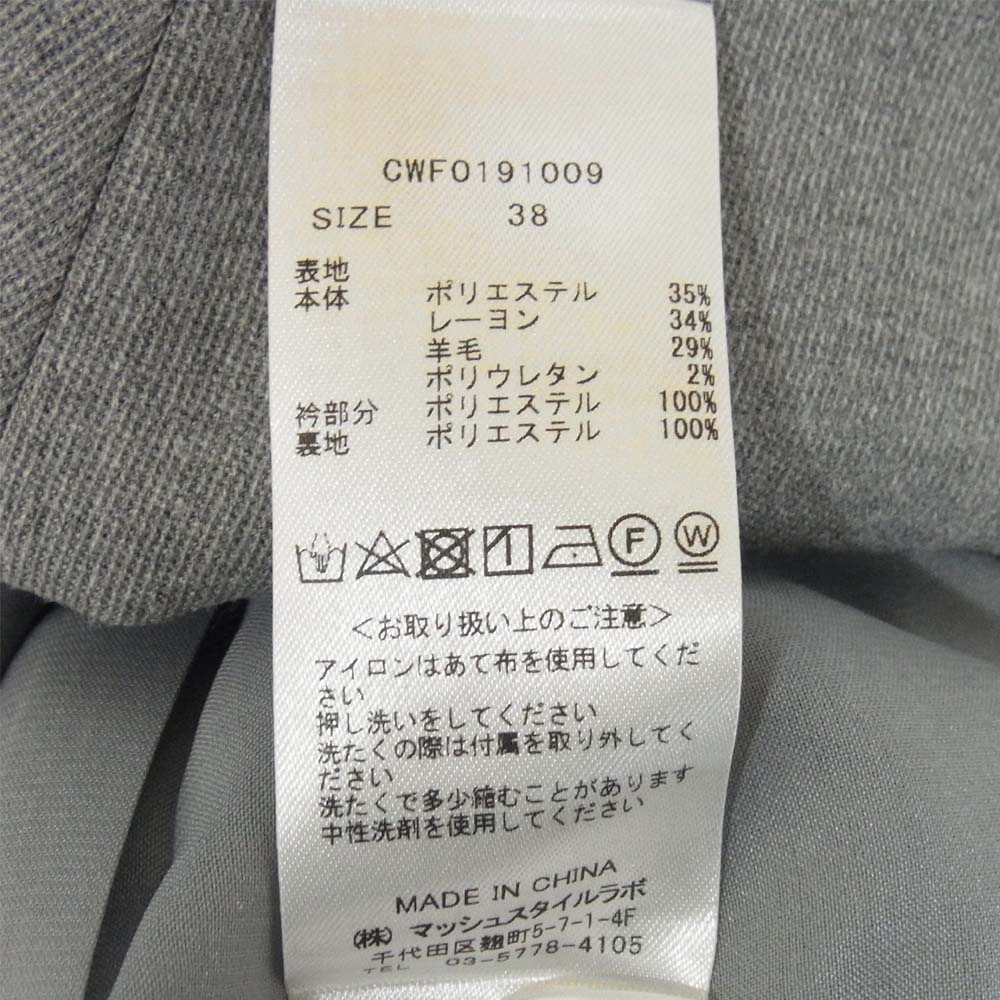 CWFO191009
SIZE 38
表地
本体 ポリエステル 35%
レーヨン 34%
羊毛 29%
ポリウレタン 2%
衿部分 ポリエステル 100%
裏地 ポリエステル 100%
F W
<お取り扱い上のご注意>
アイロンはあて布を使用してくだ
さい
押し洗いをしてください
洗たくの際は付属を取り外してく
ださい
洗たくで多少縮むことがあります
中性洗剤を使用してください
MADE IN CHINA
(株)マッシュスタイルラボ
千代田区麹町5-7-1-4F
TEL 03-5778-4105